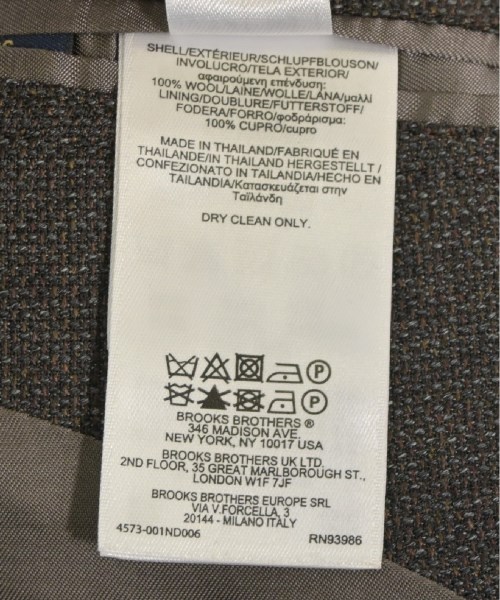 SHELL/EXTÉRIEUR/SCHLUPFBLOUSON/
INVOLUCRO/TELA EXTERIOR/
αφαιρούμενη επένδυση:
100% WOOL/LAINE/WOLLE/LANA/μαλλί
LINING/DOUBLURE/FUTTERSTOFF/
FODERA/FORRO/φοδράρισμα:
100% CUPRO/cupro
MADE IN THAILAND/FABRIQUÉ EN
THAILANDE/IN THAILAND HERGESTELLT /
CONFEZIONATO IN TAILANDIA/HECHO EN
TAILANDIA/Κατασκευάζεται στην
Ταϊλάνδη
DRY CLEAN ONLY.
P
P
BROOKS BROTHERS ®
346 MADISON AVE.
NEW YORK, NY 10017 USA
BROOKS BROTHERS UK LTD.
2ND FLOOR, 35 GREAT MARLBOROUGH ST.,
LONDON W1F 7JF
BROOKS BROTHERS EUROPE SRL
VIA V.FORCELLA, 3
20144 - MILANO ITALY
4573-001ND006 RN93986